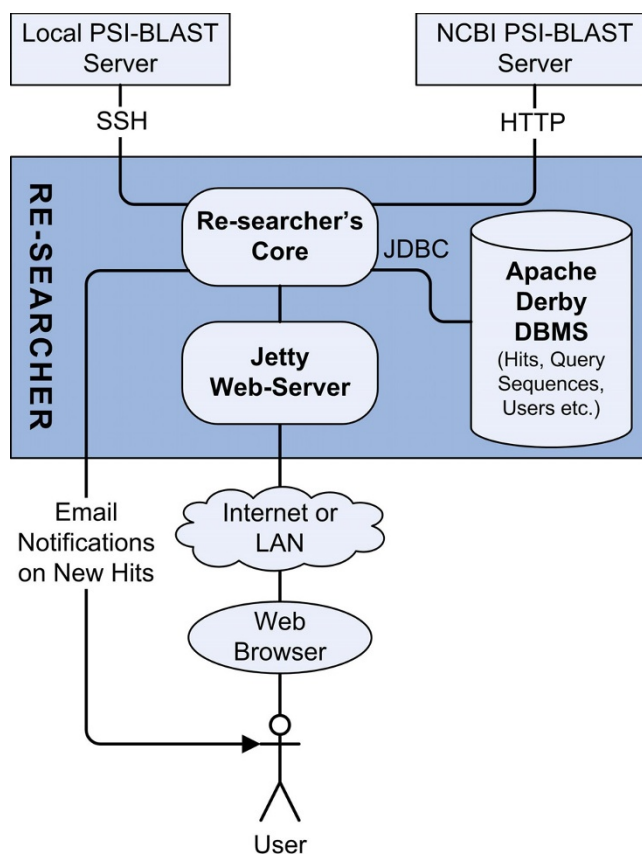 Local PSI-BLAST
Server
NCBI PSI-BLAST
Server
SSH
HTTP
RE-SEARCHER
Re-searcher's
Core
JDBC
Apache
Derby
DBMS
(Hits, Query
Sequences,
Users etc.)
Jetty
Web-Server
Email
Notifications
on New Hits
Internet or
LAN
Web
Browser
User